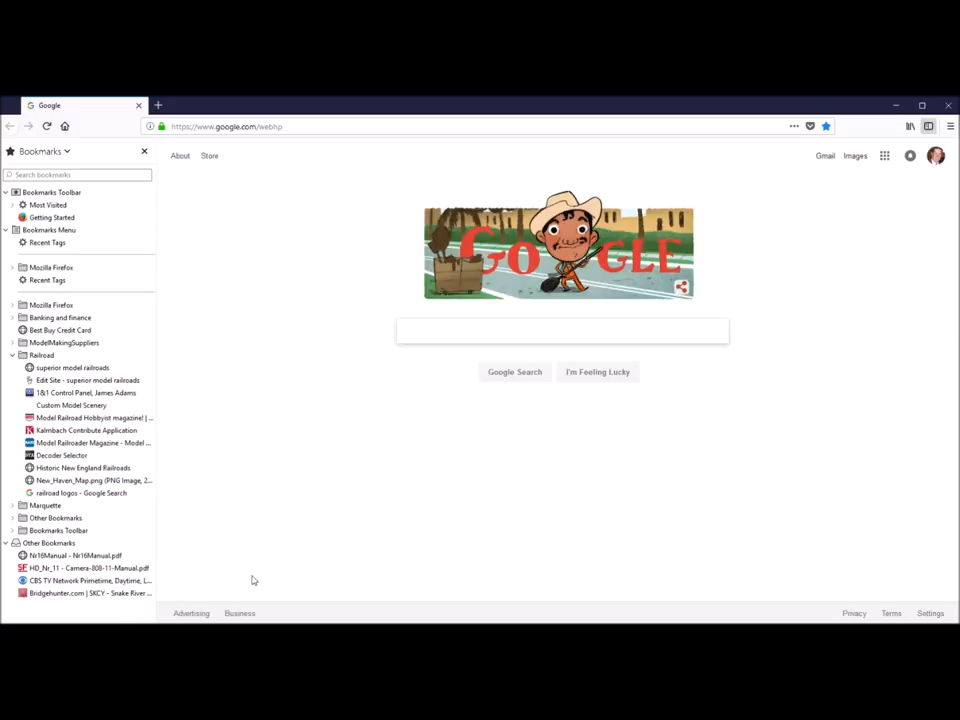 Google
https://www.google.com/webhp
Bookmarks
Search bookmarks
Bookmarks Toolbar
Most Visited
Getting Started
Bookmarks Menu
Recent Tags
Mozilla Firefox
Recent Tags
Mozilla Firefox
Banking and finance
Best Buy Credit Card
ModelMakingSuppliers
Railroad
superior model railroads
Edit Site - superior model railroads
1&1 Control Panel, James Adams
Custom Model Scenery
Model Railroad Hobbyist magazine! | ...
Kalmbach Contribute Application
Model Railroader Magazine - Model ...
Decoder Selector
Historic New England Railroads
New_Haven_Map.png (PNG Image, 2...
railroad logos - Google Search
Marquette
Other Bookmarks
Bookmarks Toolbar
Other Bookmarks
Nr16Manual - Nr16Manual.pdf
HD_Nr_11 - Camera-808-11-Manual.pdf
CBS TV Network Primetime, Daytime, L...
Bridgehunter.com | SKCY - Snake River ...
About Store
Gmail Images
GOOGLE
Google Search I'm Feeling Lucky
Advertising Business
Privacy Terms Settings